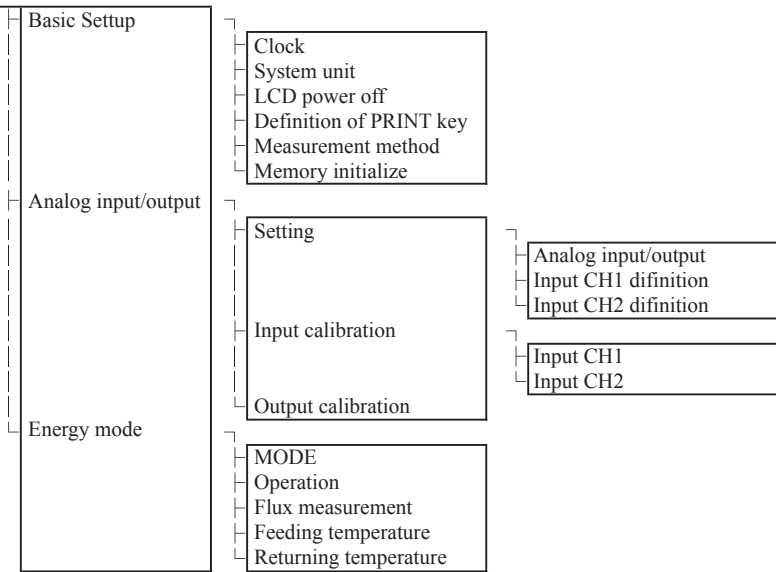 Basic Settup
Clock
System unit
LCD power off
Definition of PRINT key
Measurement method
Memory initialize
Analog input/output
Setting
Analog input/output
Input CH1 difinition
Input CH2 difinition
Input calibration
Input CH1
Input CH2
Output calibration
Energy mode
MODE
Operation
Flux measurement
Feeding temperature
Returning temperature